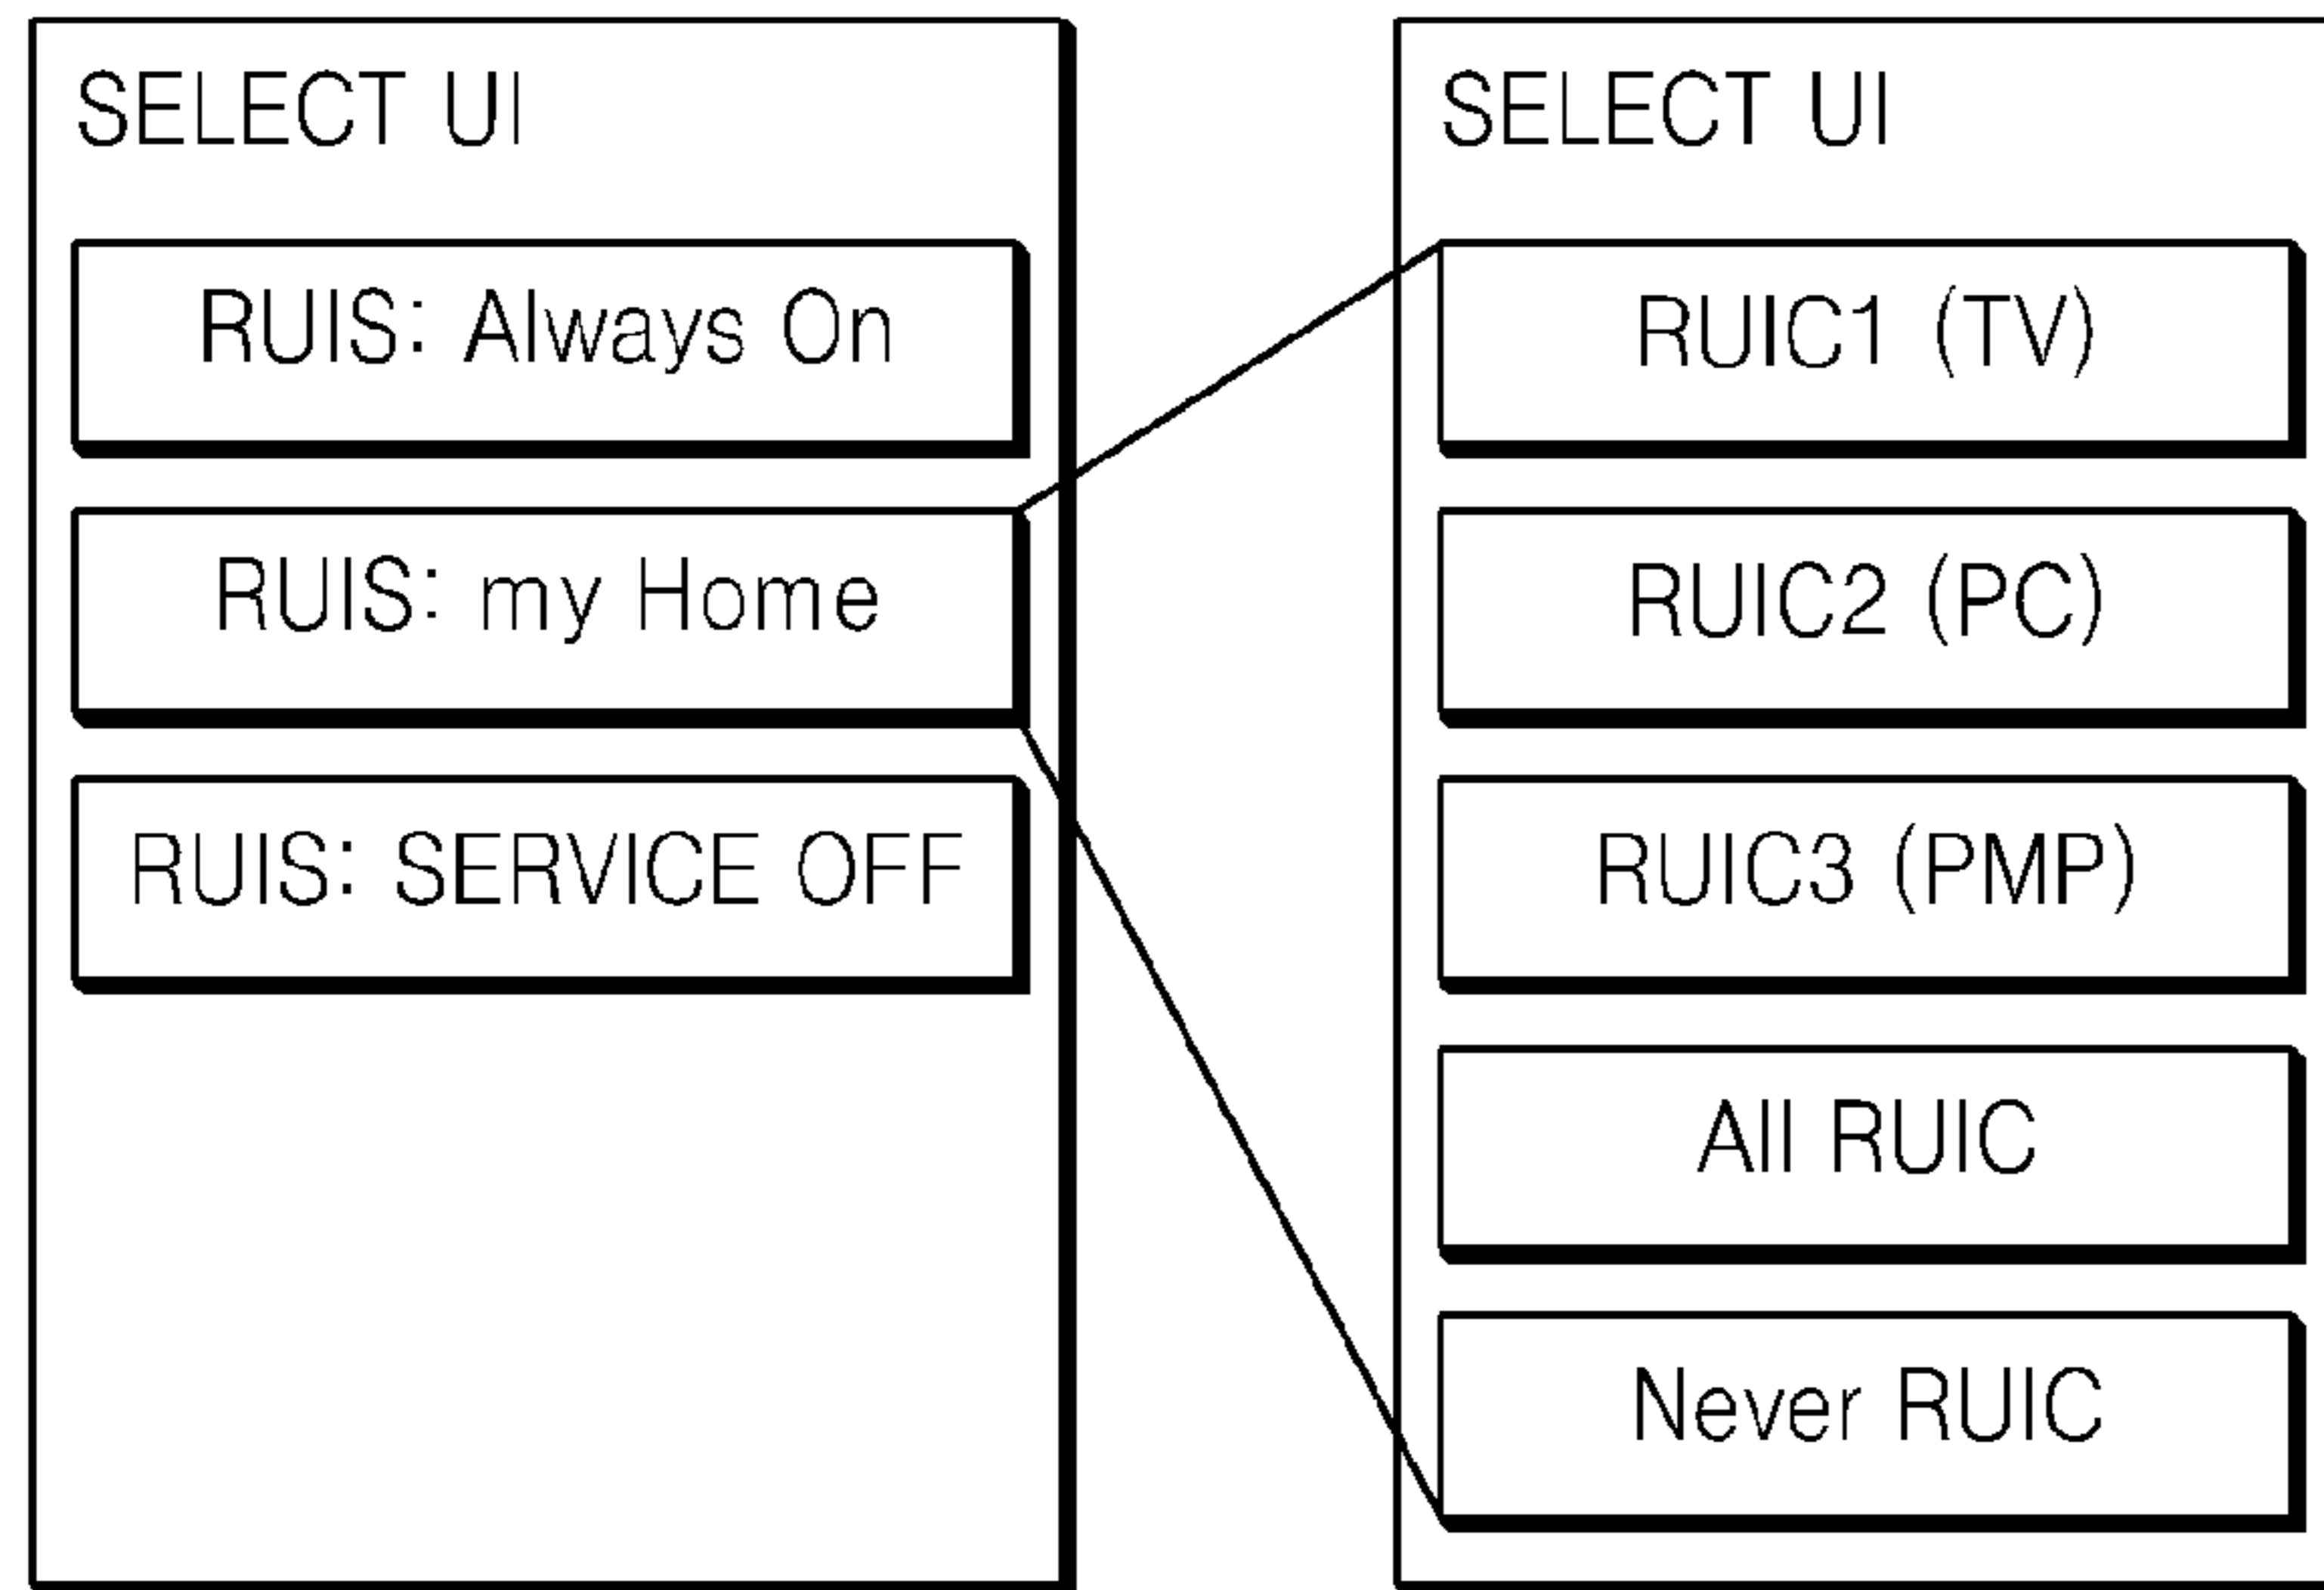 SELECT UI
RUIS: Always On
RUIS: my Home
RUIS: SERVICE OFF
SELECT UI
RUIC1 (TV)
RUIC2 (PC)
RUIC3 (PMP)
All RUIC
Never RUIC